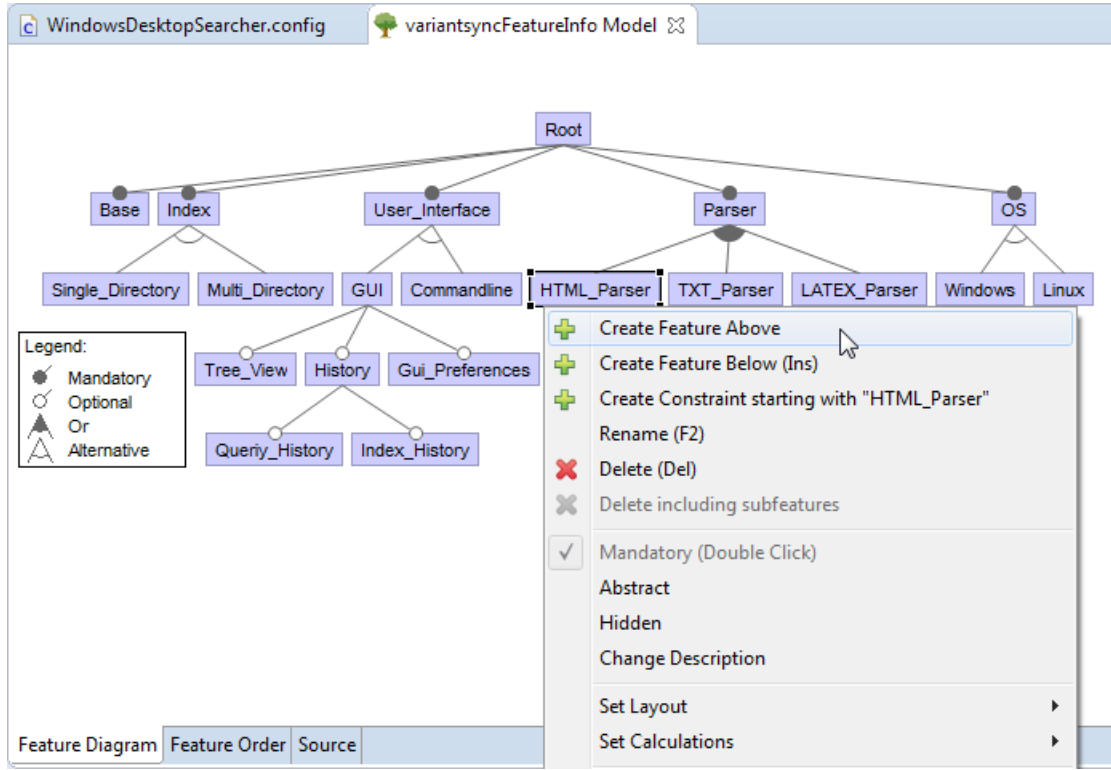 WindowsDesktopSearcher.config
variantsyncFeatureInfo Model
Root
Base Index User_Interface Parser OS
Single_Directory Multi_Directory GUI Commandline HTML_Parser TXT_Parser LATEX_Parser Windows Linux
Tree_View History Gui_Preferences
Queriy_History Index_History
Legend:
Mandatory
Optional
Or
Alternative
Create Feature Above
Create Feature Below (Ins)
Create Constraint starting with "HTML_Parser"
Rename (F2)
Delete (Del)
Delete including subfeatures
Mandatory (Double Click)
Abstract
Hidden
Change Description
Set Layout
Set Calculations
Feature Diagram Feature Order Source